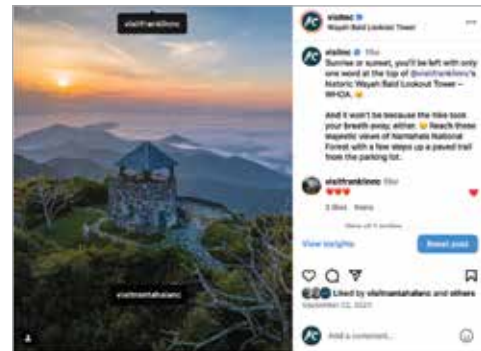 visitfranklinnc
visitnantahalanc
visitnc
Wayah Bald Lookout Tower
visitnc
Sunrise or sunset, you'll be left with only
one word at the top of @visitfranklinnc's
historic Wayah Bald Lookout Tower –
WHOA.
And it won't be because the hike took
your breath away, either. Reach these
majestic views of Nantahala National
Forest with a few steps up a paved trail
from the parking lot.
visitfranklinnc
2 likes Reply
View insights
Boost post
Liked by visitnantahalanc and others
Add a comment...